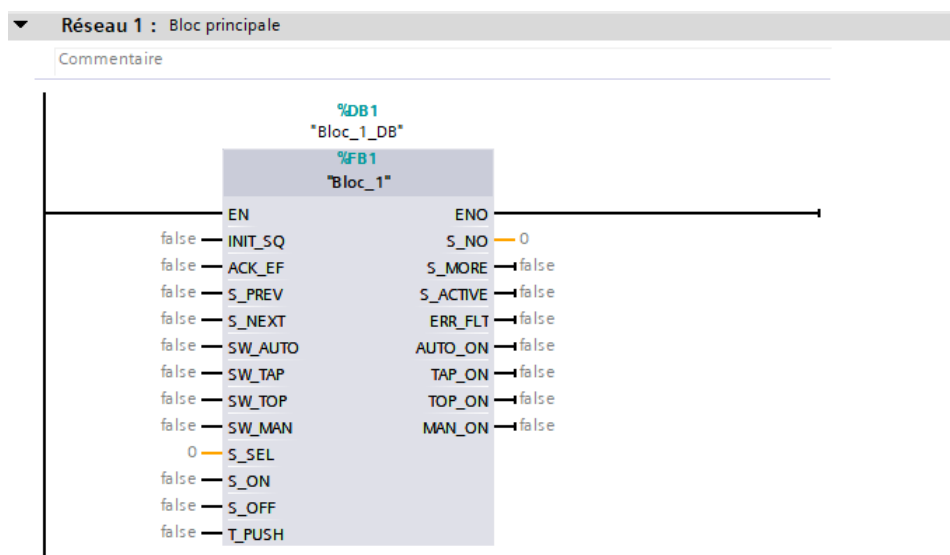 Réseau 1 : Bloc principale
Commentaire
%DB1
"Bloc_1_DB"
%FB1
"Bloc_1"
EN ENO
false INIT_SQ S_NO 0
false ACK_EF S_MORE false
false S_PREV S_ACTIVE false
false S_NEXT ERR_FLT false
false SW_AUTO AUTO_ON false
false SW_TAP TAP_ON false
false SW_TOP TOP_ON false
false SW_MAN MAN_ON false
0 S_SEL
false S_ON
false S_OFF
false T_PUSH